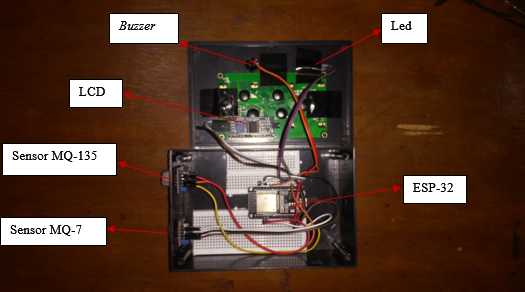 Buzzer
Led
LCD
Sensor MQ-135
ESP-32
Sensor MQ-7